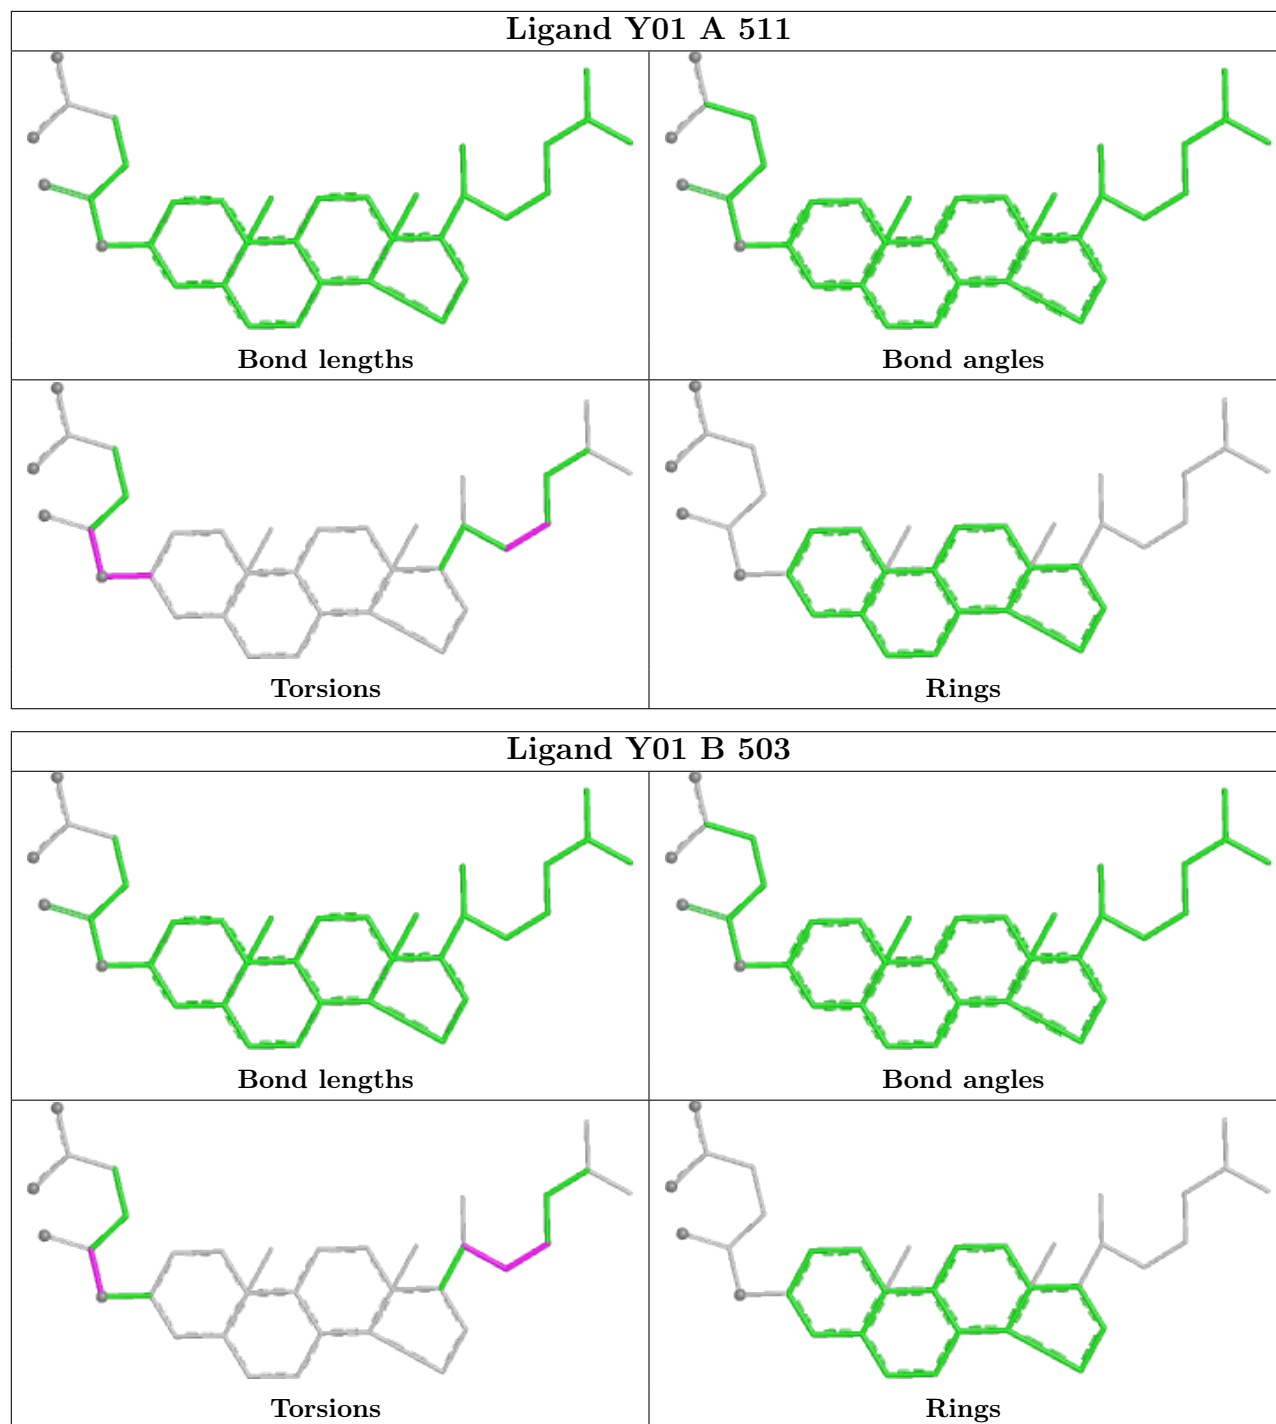 Ligand Y01 A 511
Bond lengths
Bond angles
Torsions
Rings
Ligand Y01 B 503
Bond lengths
Bond angles
Torsions
Rings